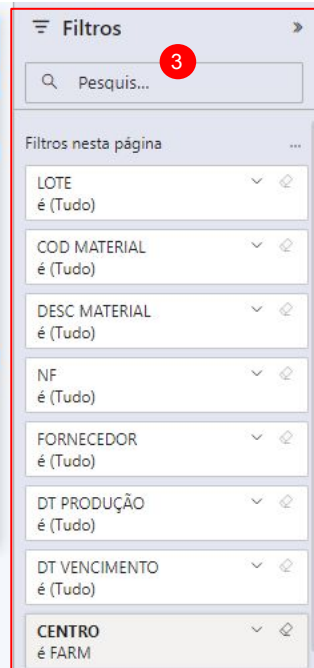 Filtros
3
Pesquis...
Filtros nesta página
...
LOTE
é (Tudo)
COD MATERIAL
é (Tudo)
DESC MATERIAL
é (Tudo)
NF
é (Tudo)
FORNECEDOR
é (Tudo)
DT PRODUÇÃO
é (Tudo)
DT VENCIMENTO
é (Tudo)
CENTRO
é FARM